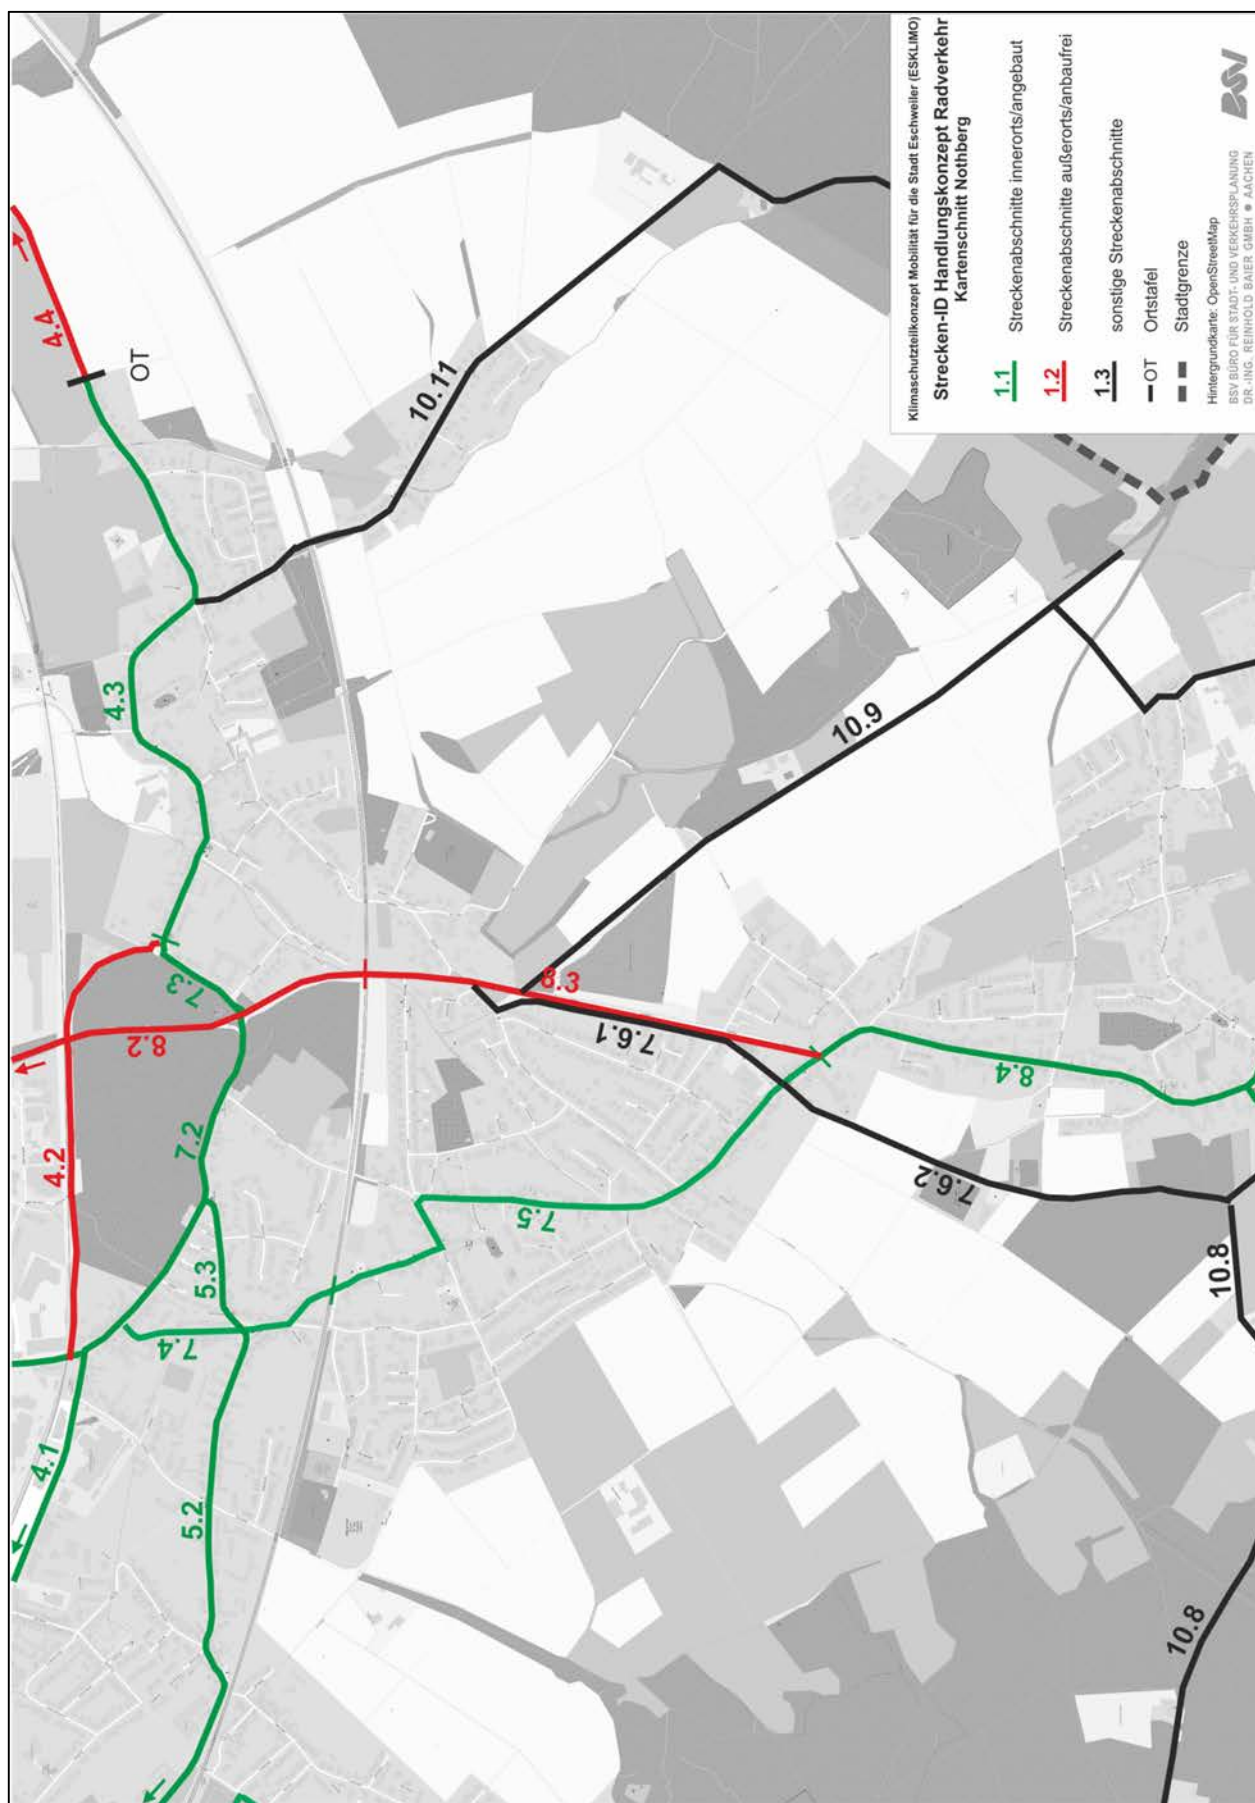 Klimaschutzteilkonzept Mobilität für die Stadt Eschweiler (ESKLIMO)
Strecken-ID Handlungskonzept Radverkehr
Kartenschnitt Nothberg
1.1 Streckenabschnitte innerorts/angebaut
1.2 Streckenabschnitte außerorts/anbaufrei
1.3 sonstige Streckenabschnitte
OT Ortstafel
Stadtgrenze
Hintergrundkarte: OpenStreetMap
BSV BÜRO FÜR STADT- UND VERKEHRSPLANUNG
DR.-ING. REINHOLD BAIER GMBH ● AACHEN
BSV
4.1
4.2
4.3
4.4
OT
5.2
5.3
7.2
7.3
7.4
7.5
7.6.1
7.6.2
8.2
8.3
8.4
10.8
10.8
10.9
10.11